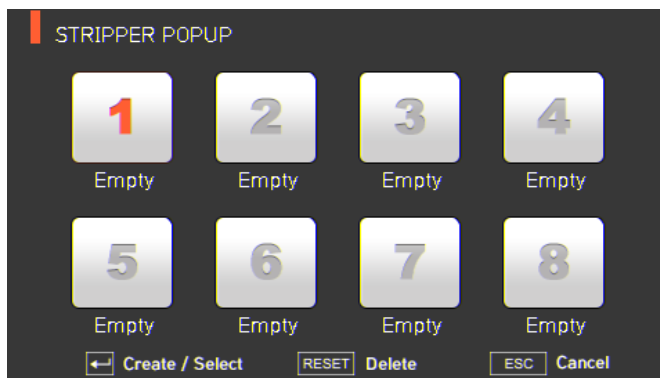 STRIPPER POPUP
1 2 3 4
Empty Empty Empty Empty
5 6 7 8
Empty Empty Empty Empty
Create / Select RESET Delete ESC Cancel